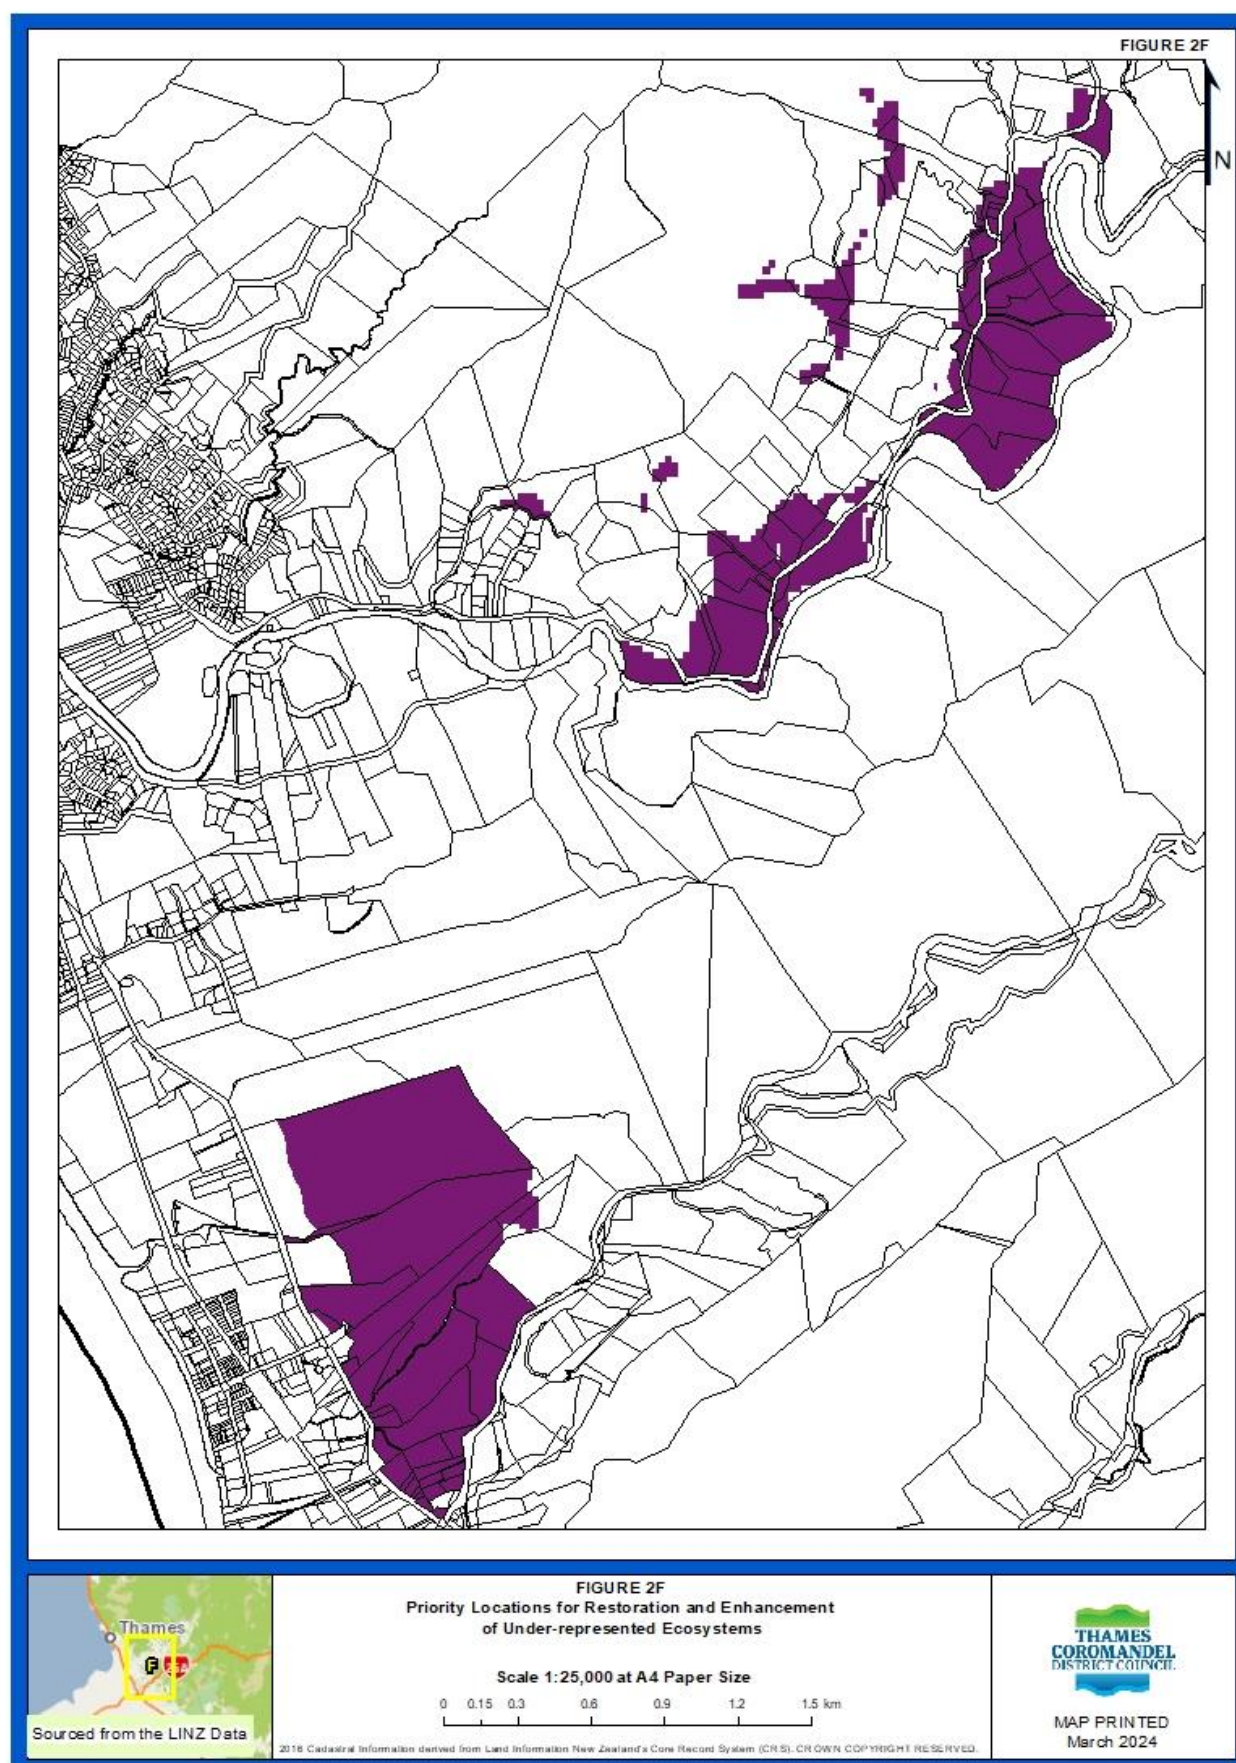 FIGURE 2F
N
Thames
F
Sourced from the LINZ Data
FIGURE 2F
Priority Locations for Restoration and Enhancement
of Under-represented Ecosystems
Scale 1:25,000 at A4 Paper Size
0 0.15 0.3 0.6 0.9 1.2 1.5 km
2016 Cadastral Information derived from Land Information New Zealand's Core Record System (CRS). CROWN COPYRIGHT RESERVED.
THAMES
COROMANDEL
DISTRICT COUNCIL
MAP PRINTED
March 2024